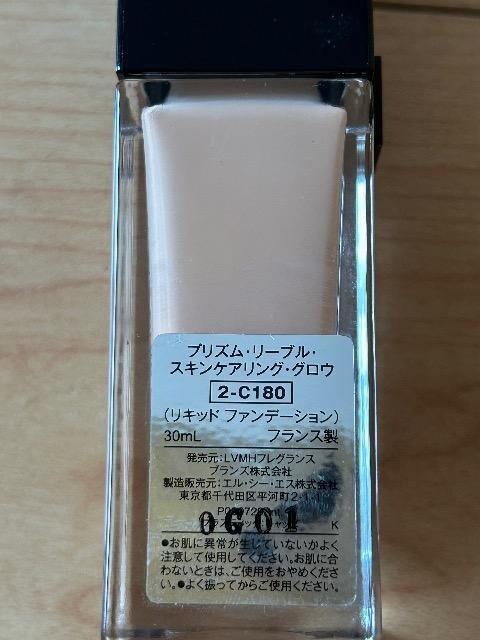 プリズム・リーブル・
スキンケアリング・グロウ
2-C180
（リキッド ファンデーション）
30mL フランス製
発売元:LVMHフレグランス
ブランズ株式会社
製造販売元:エル・シー・エス株式会社
東京都千代田区平河町2-1-1
0G01
K
●お肌に異常が生じていないかよく
注意して使用してください。お肌に合
わないときは、ご使用をおやめくださ
い。●よく振ってからご使用ください。